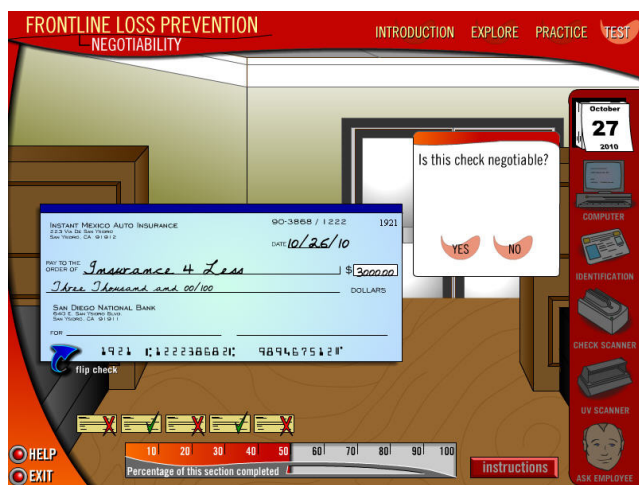 FRONTLINE LOSS PREVENTION
NEGOTIABILITY
INTRODUCTION EXPLORE PRACTICE TEST
October
27
2010
Is this check negotiable?
YES NO
COMPUTER
IDENTIFICATION
CHECK SCANNER
UV SCANNER
ASK EMPLOYEE
INSTANT MEXICO AUTO INSURANCE
223 VIA DE SAN YSIDRO
SAN YSIDRO, CA 91912
90-3868 / 1222 1921
DATE 10/26/10
PAY TO THE
ORDER OF Insurance 4 Less $ 3000.00
Three Thousand and 00/100 DOLLARS
SAN DIEGO NATIONAL BANK
640 E. SAN YSIDRO BLVD.
SAN YSIDRO, CA 91911
FOR
1921 ⑆122238682⑆ 989467512⑈
flip check
10 20 30 40 50 60 70 80 90 100
Percentage of this section completed
HELP
EXIT
instructions